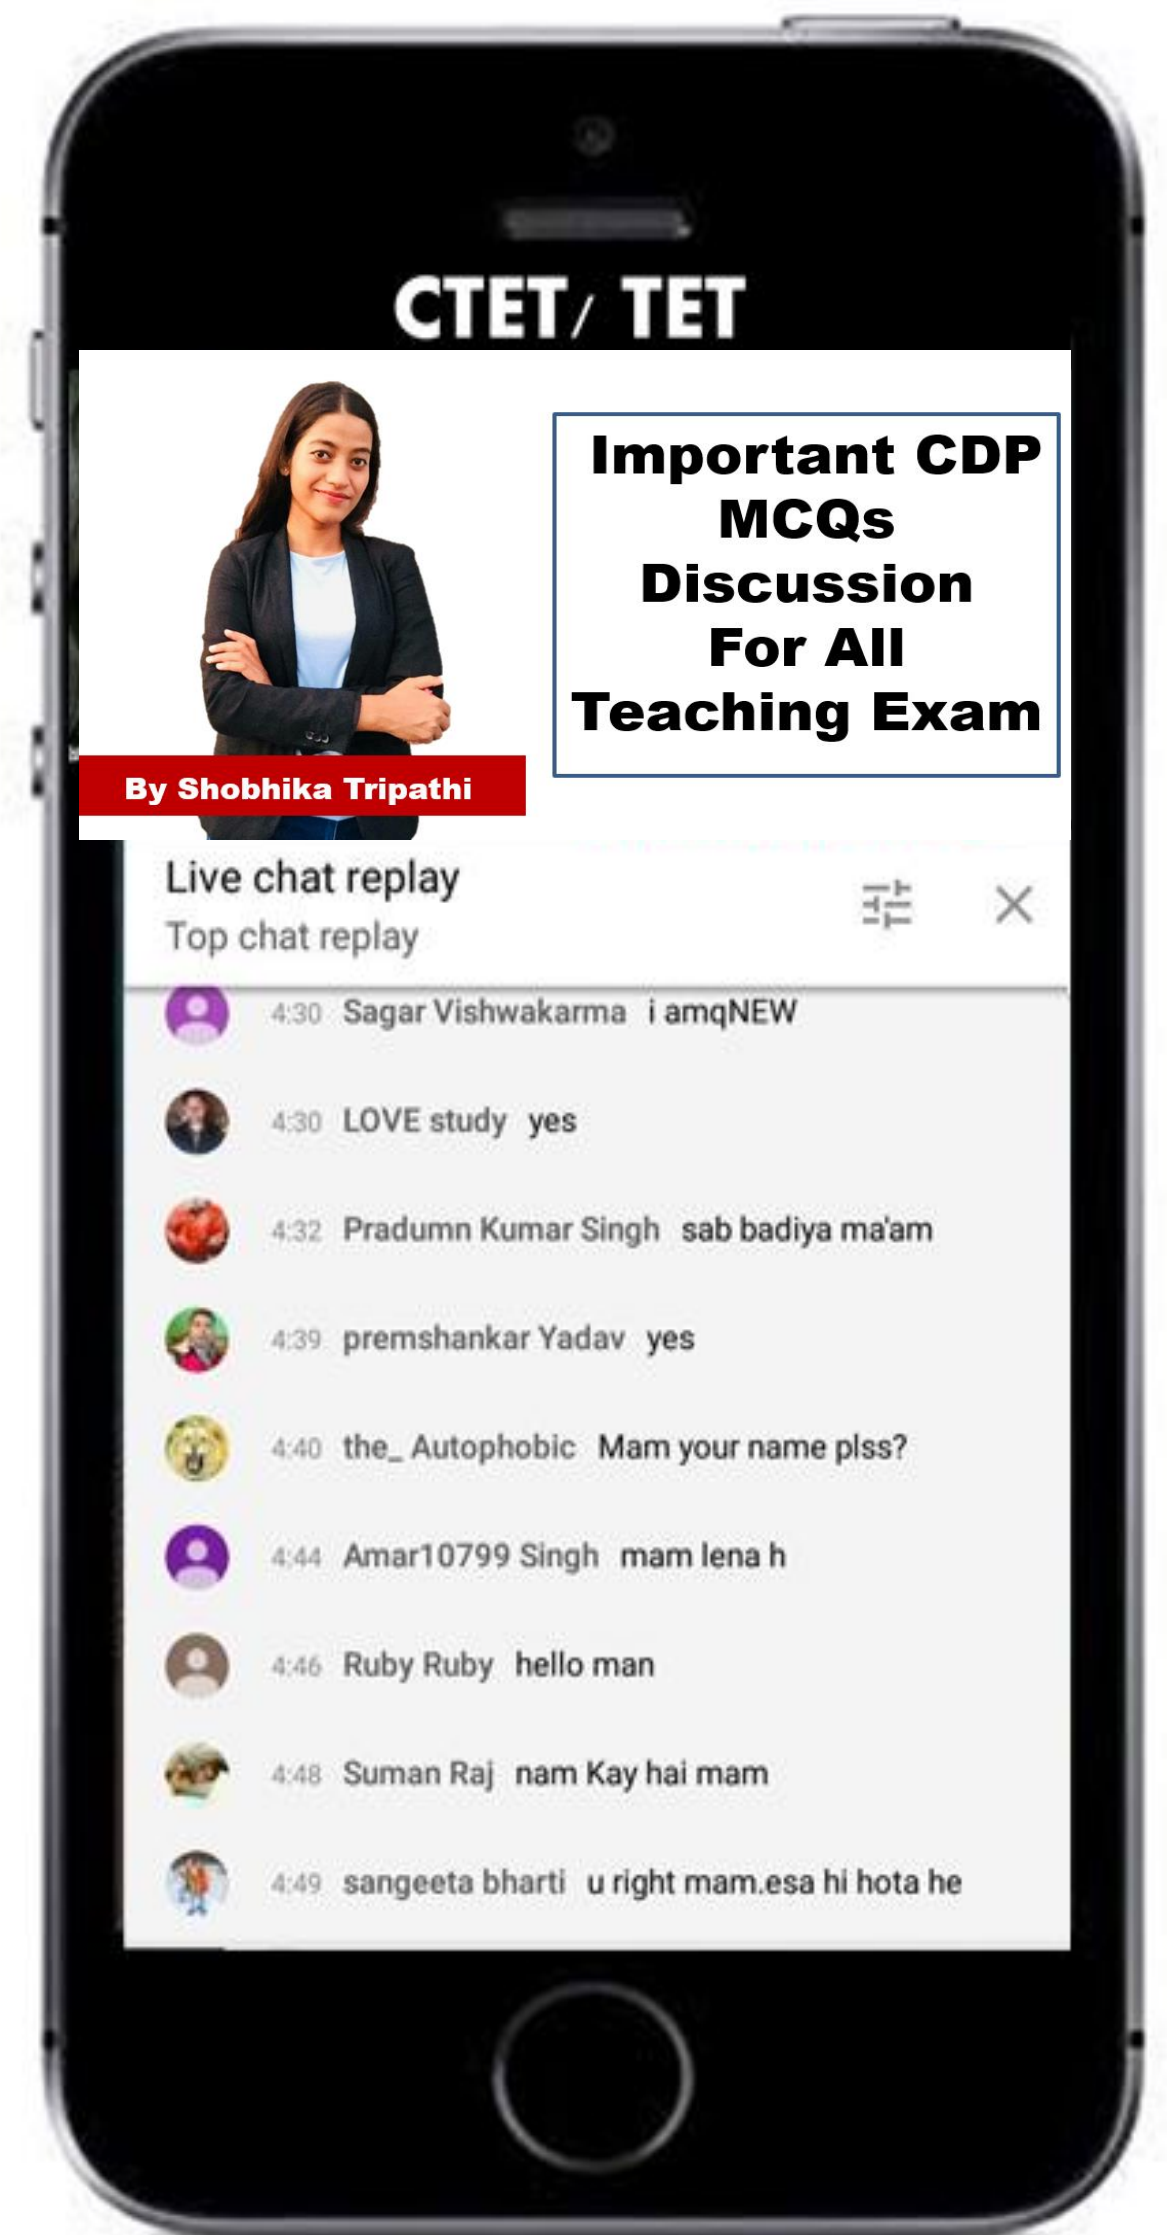 CTET/ TET
Important CDP
MCQs
Discussion
For All
Teaching Exam
By Shobhika Tripathi
Live chat replay
Top chat replay
4:30 Sagar Vishwakarma i amqNEW
4:30 LOVE study yes
4:32 Pradumn Kumar Singh sab badiya ma'am
4:39 premshankar Yadav yes
4:40 the_ Autophobic Mam your name plss?
4:44 Amar10799 Singh mam lena h
4:46 Ruby Ruby hello man
4:48 Suman Raj nam Kay hai mam
4:49 sangeeta bharti u right mam.esa hi hota he